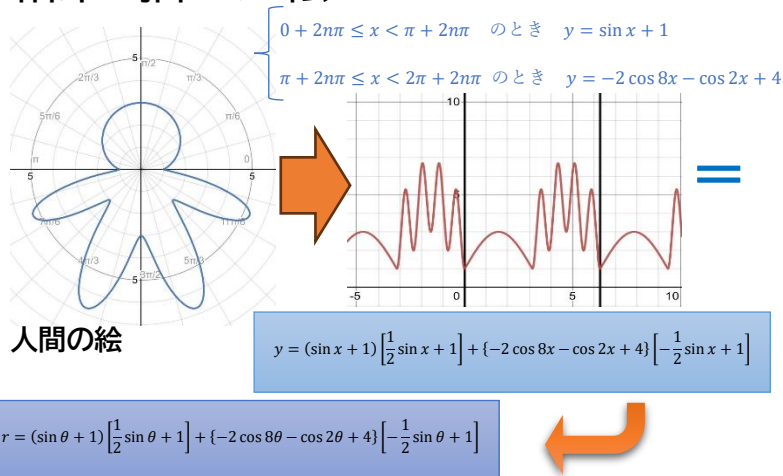 0 + 2nπ ≤ x < π + 2nπ のとき y = sin x + 1
π + 2nπ ≤ x < 2π + 2nπ のとき y = −2 cos 8x − cos 2x + 4
5
π/2
2π/3
π/3
5π/6
π/6
π
0
5
5
7π/6
11π/6
4π/3
5π/3
3π/2
5
10
5
-5
0
5
10
=
人間の絵
y = (sin x + 1) [1/2 sin x + 1] + {−2 cos 8x − cos 2x + 4} [−1/2 sin x + 1]
r = (sin θ + 1) [1/2 sin θ + 1] + {−2 cos 8θ − cos 2θ + 4} [−1/2 sin θ + 1]